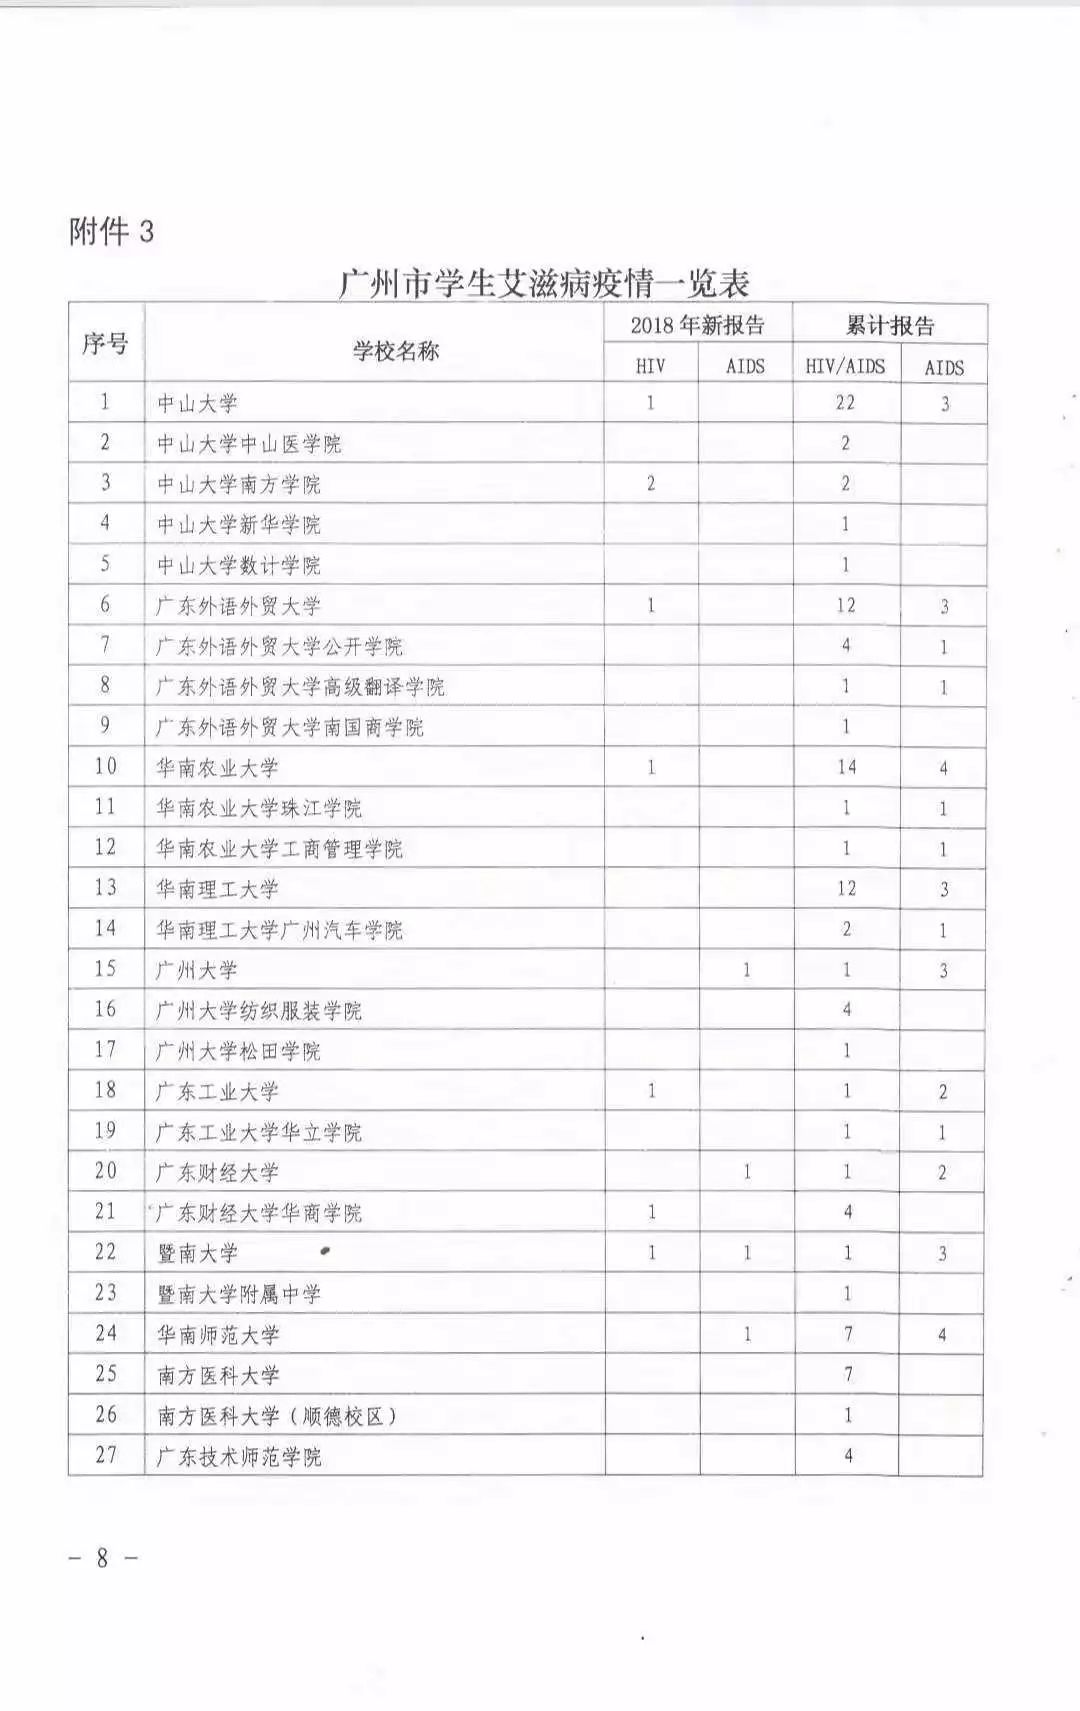 附件 3
广州市学生艾滋病疫情一览表
序号 学校名称 2018 年新报告 累计报告
HIV AIDS HIV/AIDS AIDS
1 中山大学 1 22 3
2 中山大学中山医学院 2
3 中山大学南方学院 2 2
4 中山大学新华学院 1
5 中山大学数计学院 1
6 广东外语外贸大学 1 12 3
7 广东外语外贸大学公开学院 4 1
8 广东外语外贸大学高级翻译学院 1 1
9 广东外语外贸大学南国商学院 1
10 华南农业大学 1 14 4
11 华南农业大学珠江学院 1 1
12 华南农业大学工商管理学院 1 1
13 华南理工大学 12 3
14 华南理工大学广州汽车学院 2 1
15 广州大学 1 1 3
16 广州大学纺织服装学院 4
17 广州大学松田学院 1
18 广东工业大学 1 1 2
19 广东工业大学华立学院 1 1
20 广东财经大学 1 1 2
21 广东财经大学华商学院 1 4
22 暨南大学 1 1 1 3
23 暨南大学附属中学 1
24 华南师范大学 1 7 4
25 南方医科大学 7
26 南方医科大学（顺德校区） 1
27 广东技术师范学院 4
- 8 -